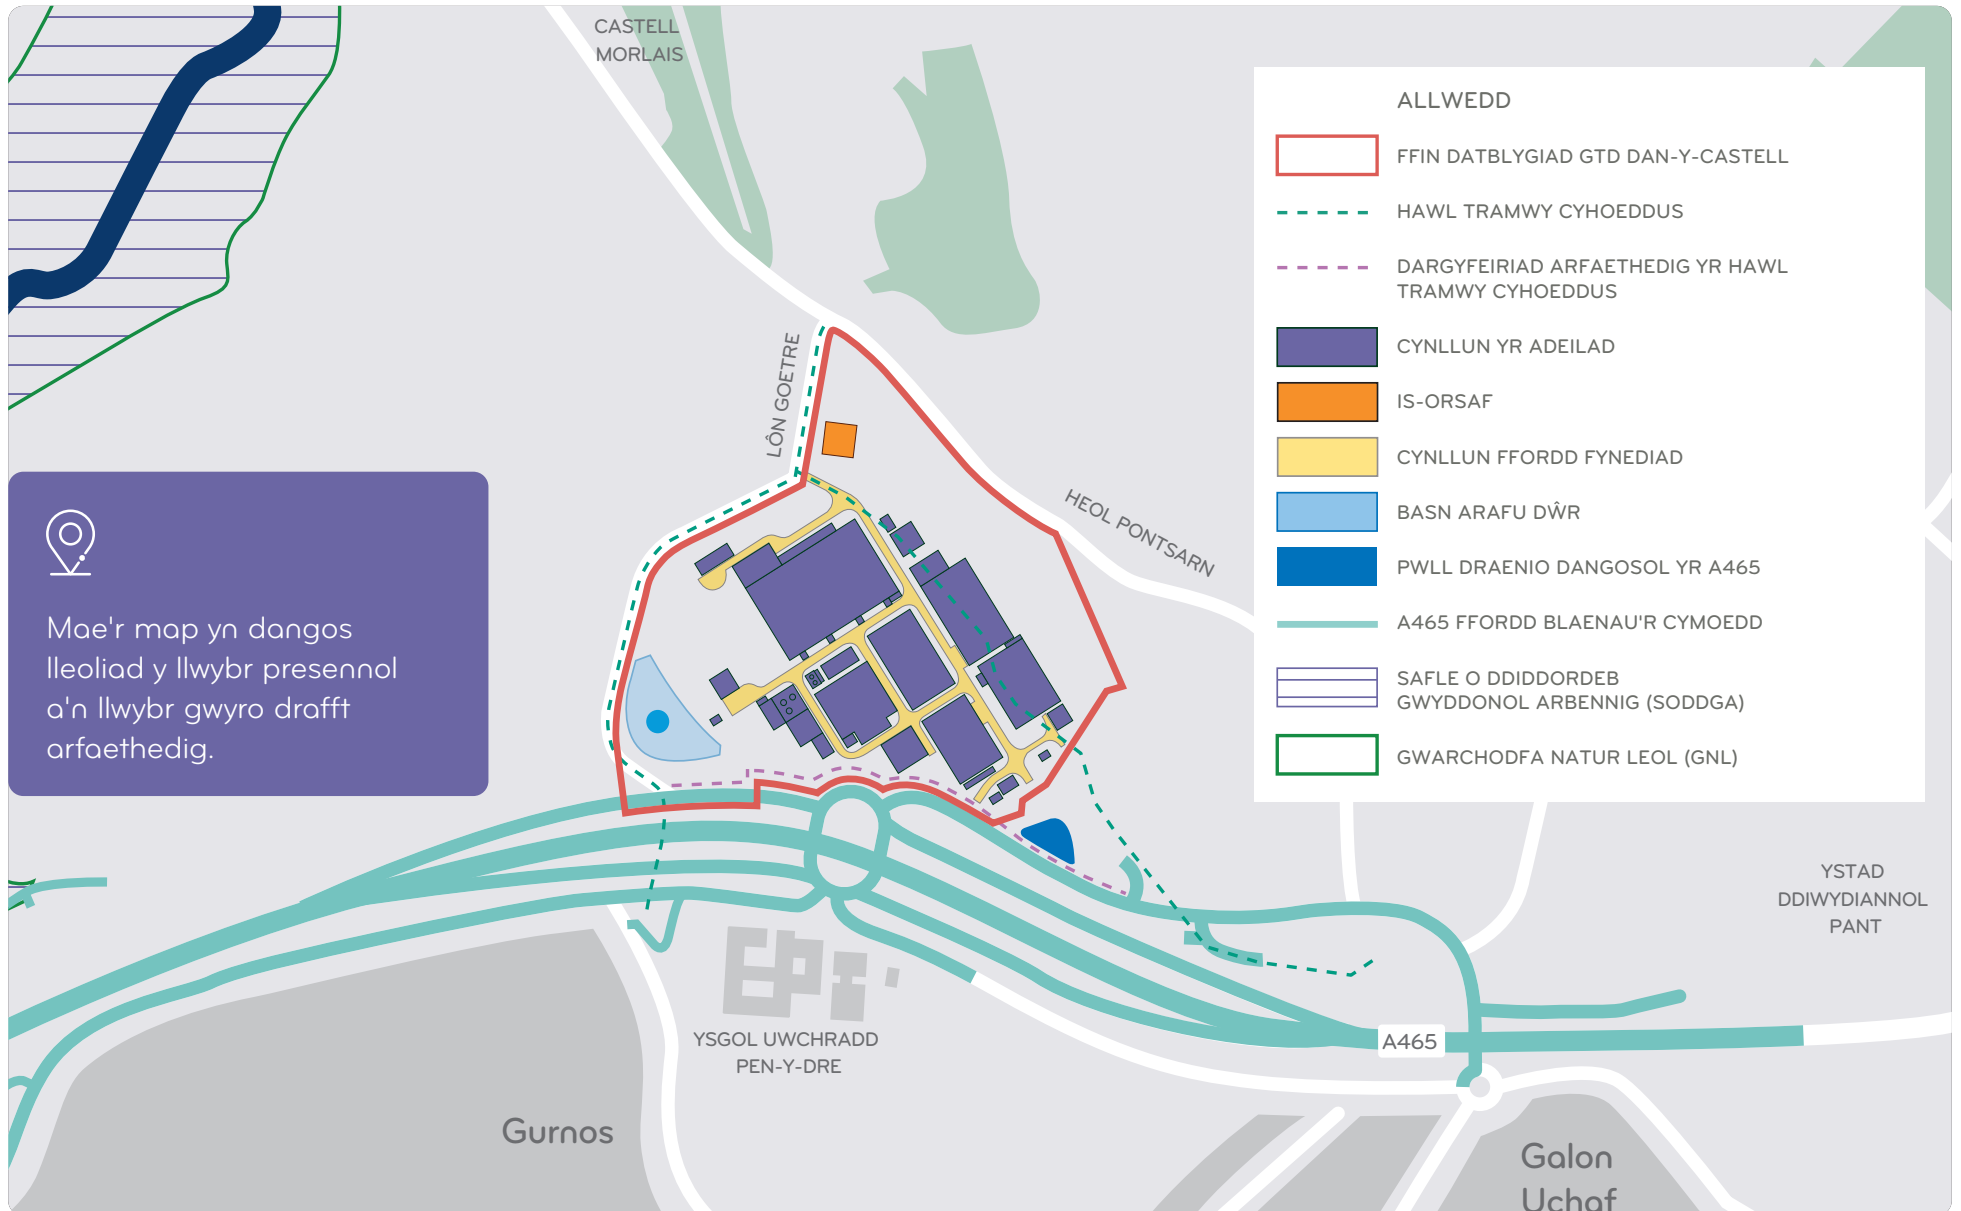 CASTELL
MORLAIS
LÔN GOETRE
HEOL PONTSARN
ALLWEDD
FFIN DATBLYGIAD GTD DAN-Y-CASTELL
HAWL TRAMWY CYHOEDDUS
DARGYFEIRIAD ARFAETHEDIG YR HAWL
TRAMWY CYHOEDDUS
CYNLLUN YR ADEILAD
IS-ORSAF
CYNLLUN FFORDD FYNEDIAD
BASN ARAFU DŴR
PWLL DRAENIO DANGOSOL YR A465
A465 FFORDD BLAENAU'R CYMOEDD
SAFLE O DDIDDORDEB
GWYDDONOL ARBENNIG (SODDGA)
GWARCHODFA NATUR LEOL (GNL)
Mae'r map yn dangos
lleoliad y llwybr presennol
a'n llwybr gwyro drafft
arfaethedig.
YSTAD
DDIWYDIANNOL
PANT
YSGOL UWCHRADD
PEN-Y-DRE
A465
Gurnos
Galon
Uchaf